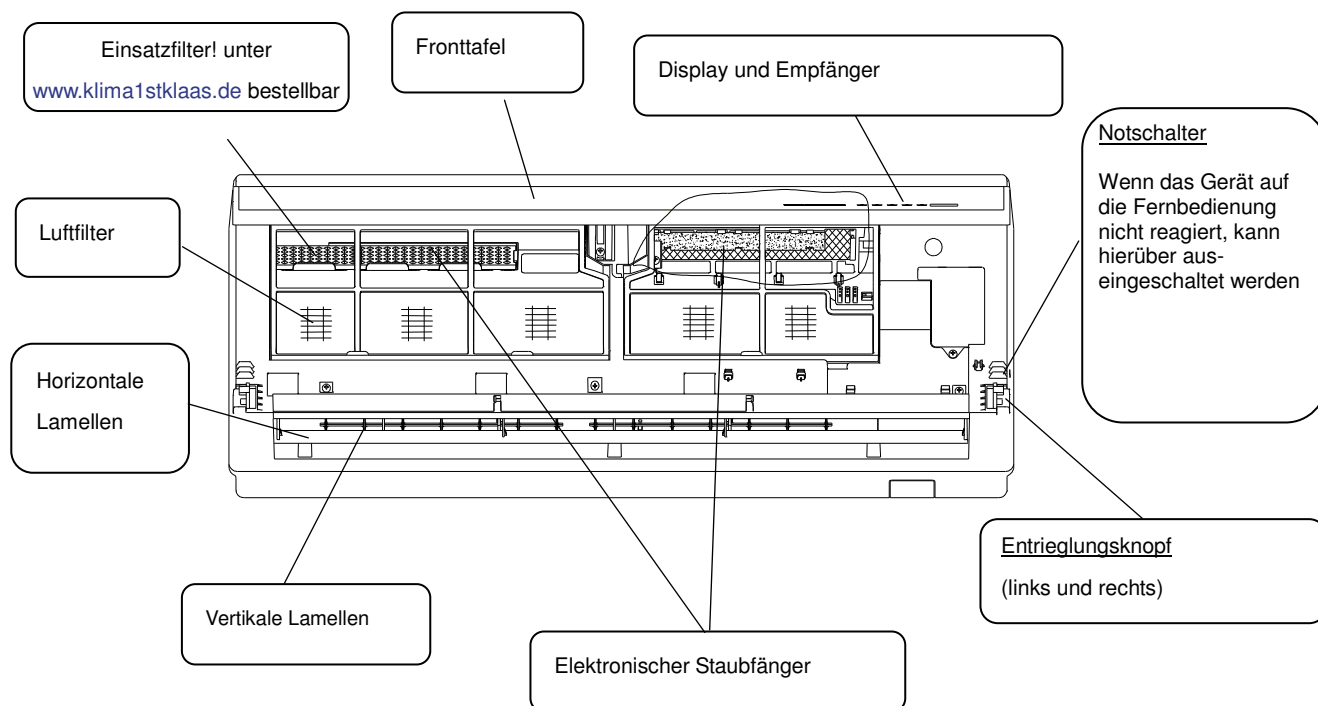 Einsatzfilter! unter
www.klima1stklaas.de bestellbar
Fronttafel
Display und Empfänger
Notschalter
Wenn das Gerät auf
die Fernbedienung
nicht reagiert, kann
hierüber aus-
eingeschaltet werden
Luftfilter
Horizontale
Lamellen
Vertikale Lamellen
Elektronischer Staubfänger
Entrieglungsknopf
(links und rechts)